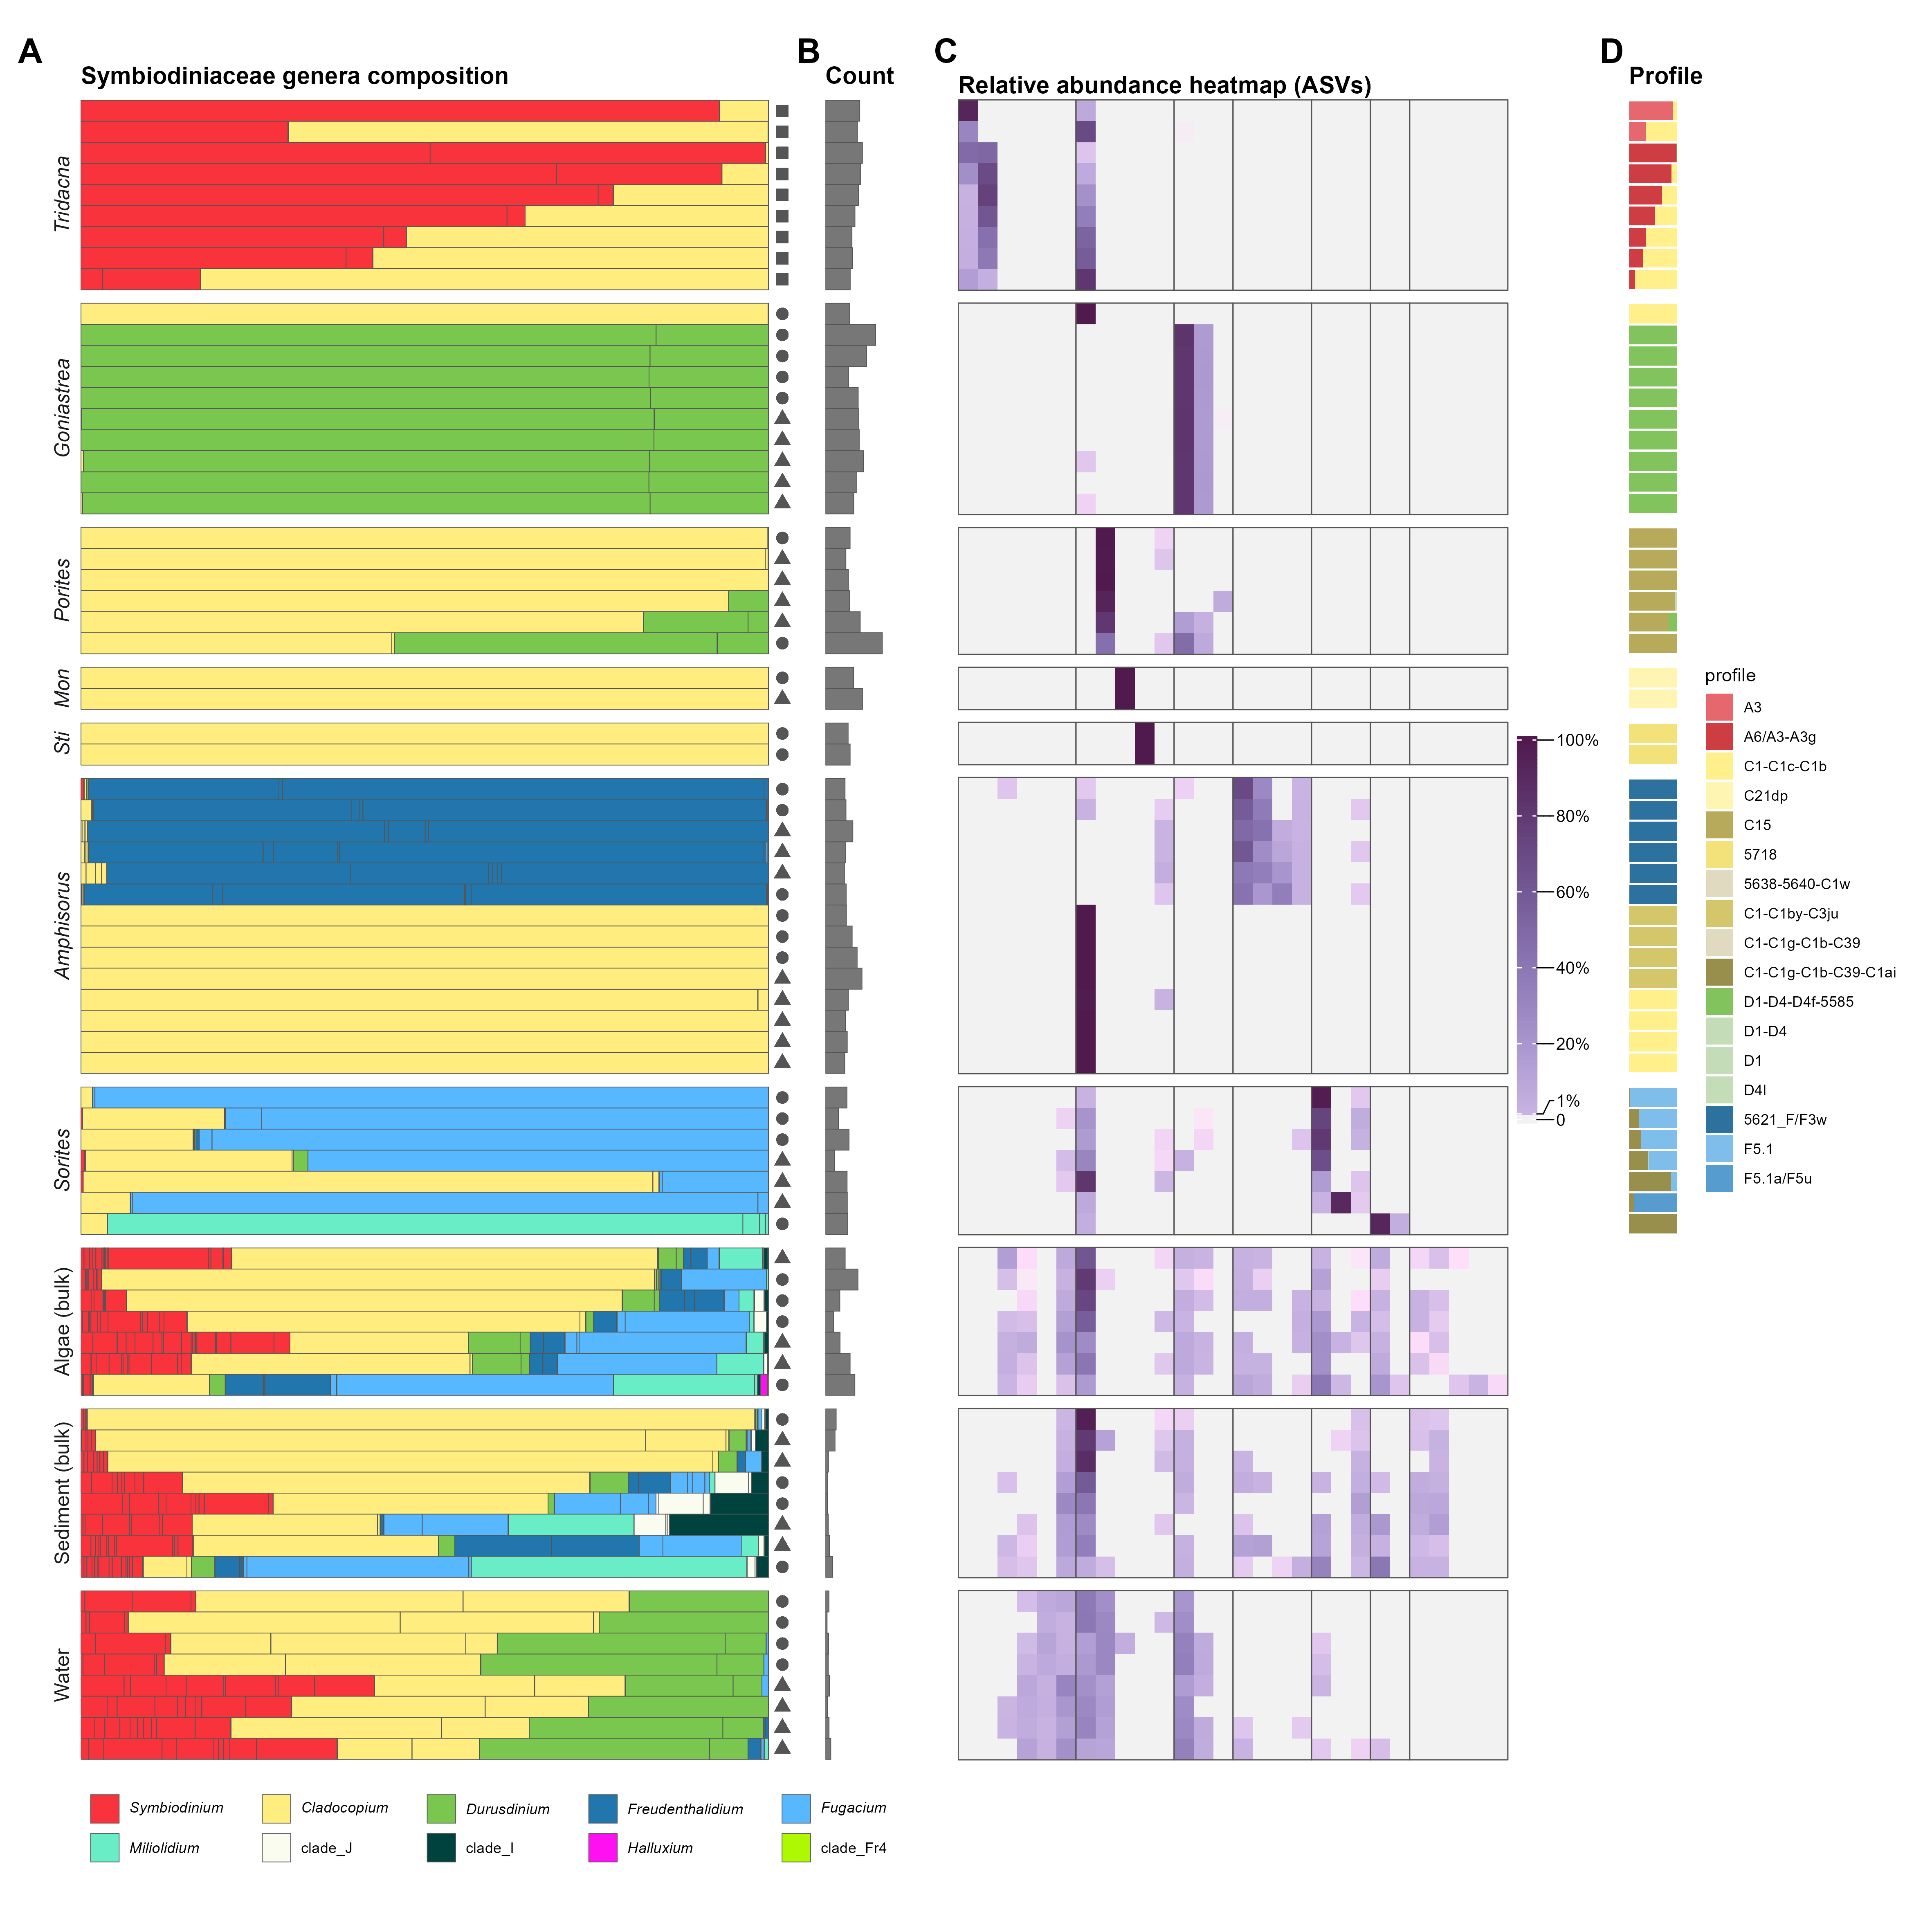 A
B
C
D
Symbiodiniaceae genera composition
Count
Relative abundance heatmap (ASVs)
Profile
Tridacna
Goniastrea
Porites
Mon
Sti
Amphisorus
Sorites
Algae (bulk)
Sediment (bulk)
Water
100%
80%
60%
40%
20%
1%
0
profile
A3
A6/A3-A3g
C1-C1c-C1b
C21dp
C15
5718
5638-5640-C1w
C1-C1by-C3ju
C1-C1g-C1b-C39
C1-C1g-C1b-C39-C1ai
D1-D4-D4f-5585
D1-D4
D1
D4l
5621_F/F3w
F5.1
F5.1a/F5u
Symbiodinium
Cladocopium
Durusdinium
Freudenthalidium
Fugacium
Miliolidium
clade_J
clade_I
Halluxium
clade_Fr4